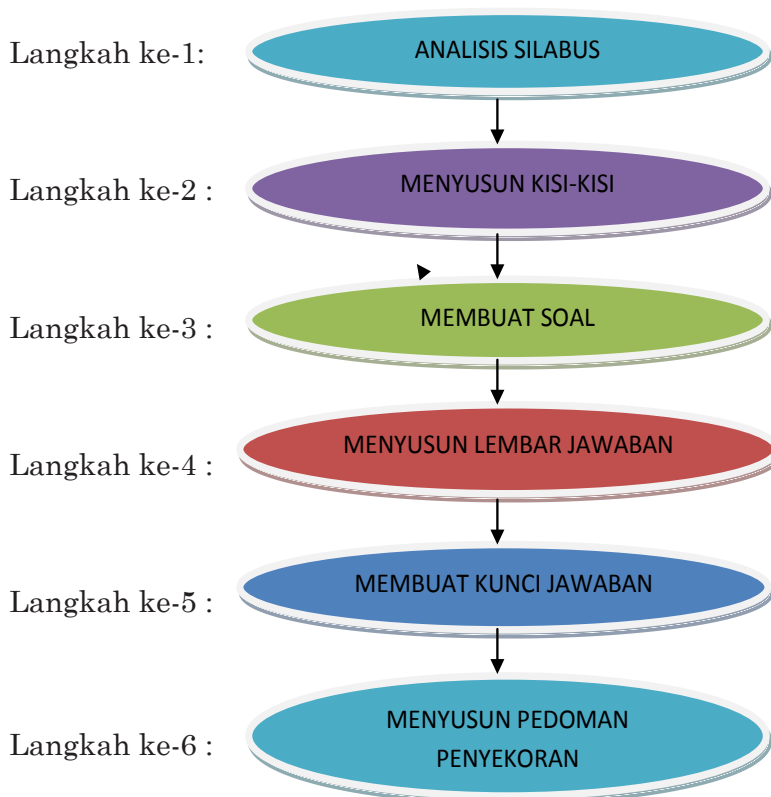 Langkah ke-1:
ANALISIS SILABUS
Langkah ke-2 :
MENYUSUN KISI-KISI
Langkah ke-3 :
MEMBUAT SOAL
Langkah ke-4 :
MENYUSUN LEMBAR JAWABAN
Langkah ke-5 :
MEMBUAT KUNCI JAWABAN
Langkah ke-6 :
MENYUSUN PEDOMAN
PENYEKORAN